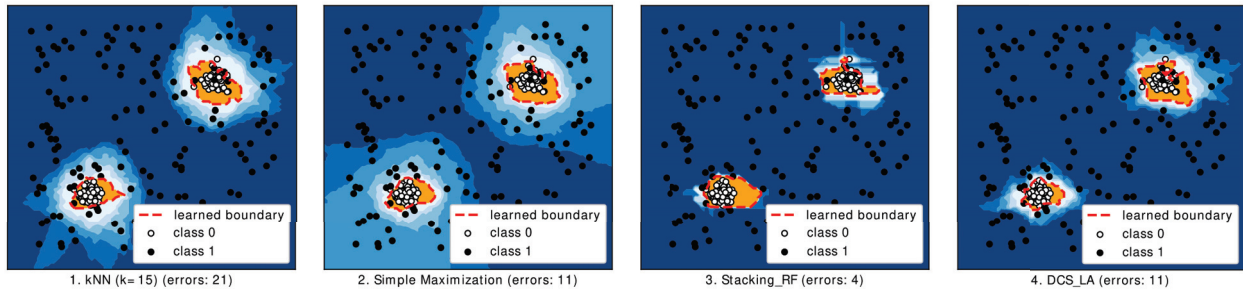 learned boundary
class 0
class 1
1. kNN (k=15) (errors: 21)
learned boundary
class 0
class 1
2. Simple Maximization (errors: 11)
learned boundary
class 0
class 1
3. Stacking_RF (errors: 4)
learned boundary
class 0
class 1
4. DCS_LA (errors: 11)